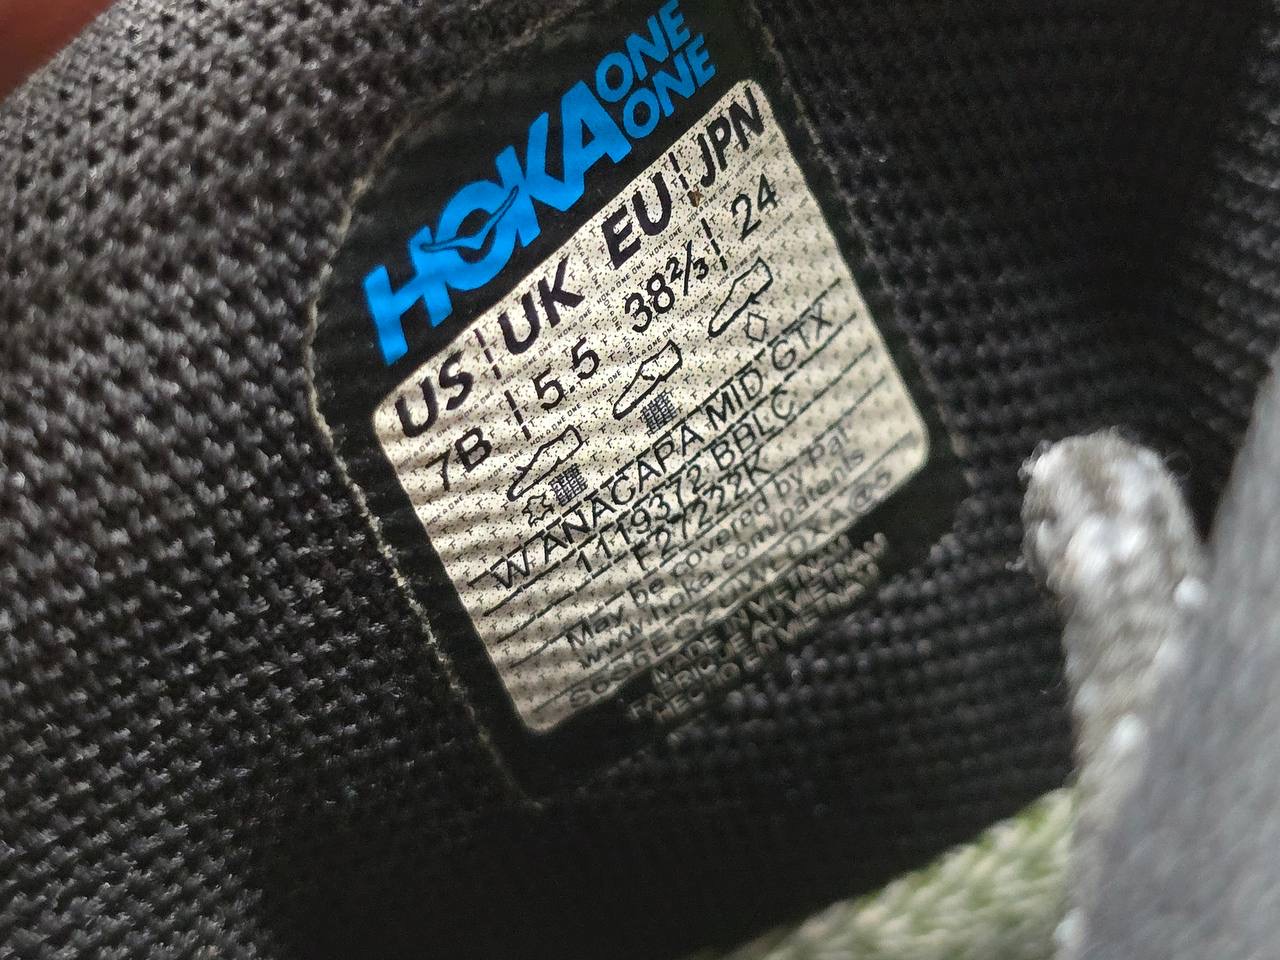 HOKA ONE ONE
US UK EU JPN
7B 5.5 38⅔ 24
W ANACAPA MID GTX
1119372 BBLC
F27222K
May be covered by Pat
www.hoka.com/patents
MADE IN VIETNAM
FABRIQUÉ AU VIETNAM
HECHO EN VIETNAM